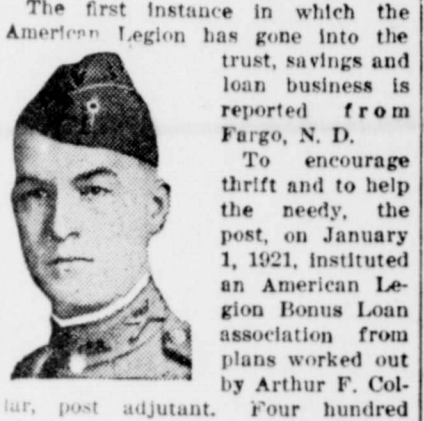 The first instance in which the
American Legion has gone into the
trust, savings and
loan business is
reported from
Fargo, N. D.
To encourage
thrift and to help
the needy, the
post, on January
1, 1921, instituted
an American Le-
gion Bonus Loan
association from
plans worked out
by Arthur F. Col-
lar, post adjutant. Four hundred